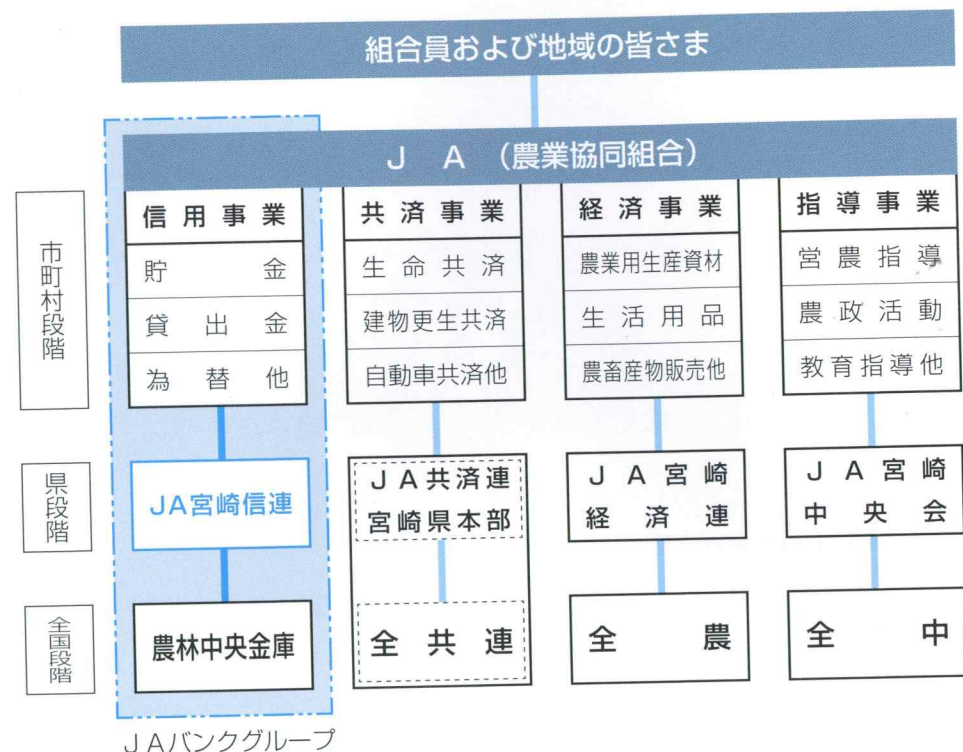 組合員および地域の皆さま
JA（農業協同組合）
市町村段階
信用事業
貯金
貸出金
為替他
共済事業
生命共済
建物更生共済
自動車共済他
経済事業
農業用生産資材
生活用品
農畜産物販売他
指導事業
営農指導
農政活動
教育指導他
県段階
JA宮崎信連
JA共済連
宮崎県本部
JA宮崎
経済連
JA宮崎
中央会
全国段階
農林中央金庫
全共連
全農
全中
JAバンクグループ